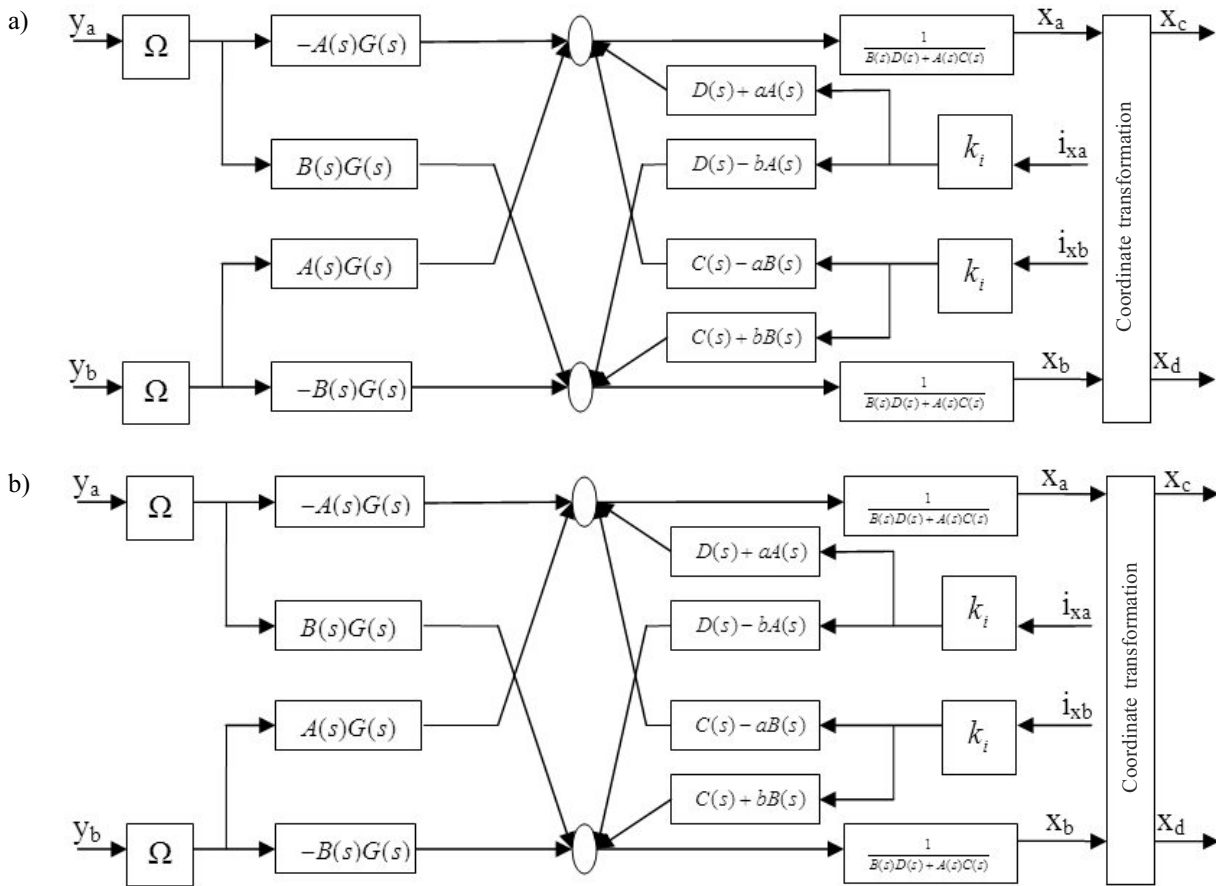 a)
y_a
Ω
−A(s)G(s)
1 / B(s)D(s) + A(s)C(s)
x_a
x_c
D(s) + aA(s)
B(s)G(s)
D(s) − bA(s)
k_i
i_xa
Coordinate transformation
A(s)G(s)
C(s) − aB(s)
k_i
i_xb
C(s) + bB(s)
y_b
Ω
−B(s)G(s)
1 / B(s)D(s) + A(s)C(s)
x_b
x_d
b)
y_a
Ω
−A(s)G(s)
1 / B(s)D(s) + A(s)C(s)
x_a
x_c
D(s) + aA(s)
B(s)G(s)
D(s) − bA(s)
k_i
i_xa
Coordinate transformation
A(s)G(s)
C(s) − aB(s)
k_i
i_xb
C(s) + bB(s)
y_b
Ω
−B(s)G(s)
1 / B(s)D(s) + A(s)C(s)
x_b
x_d